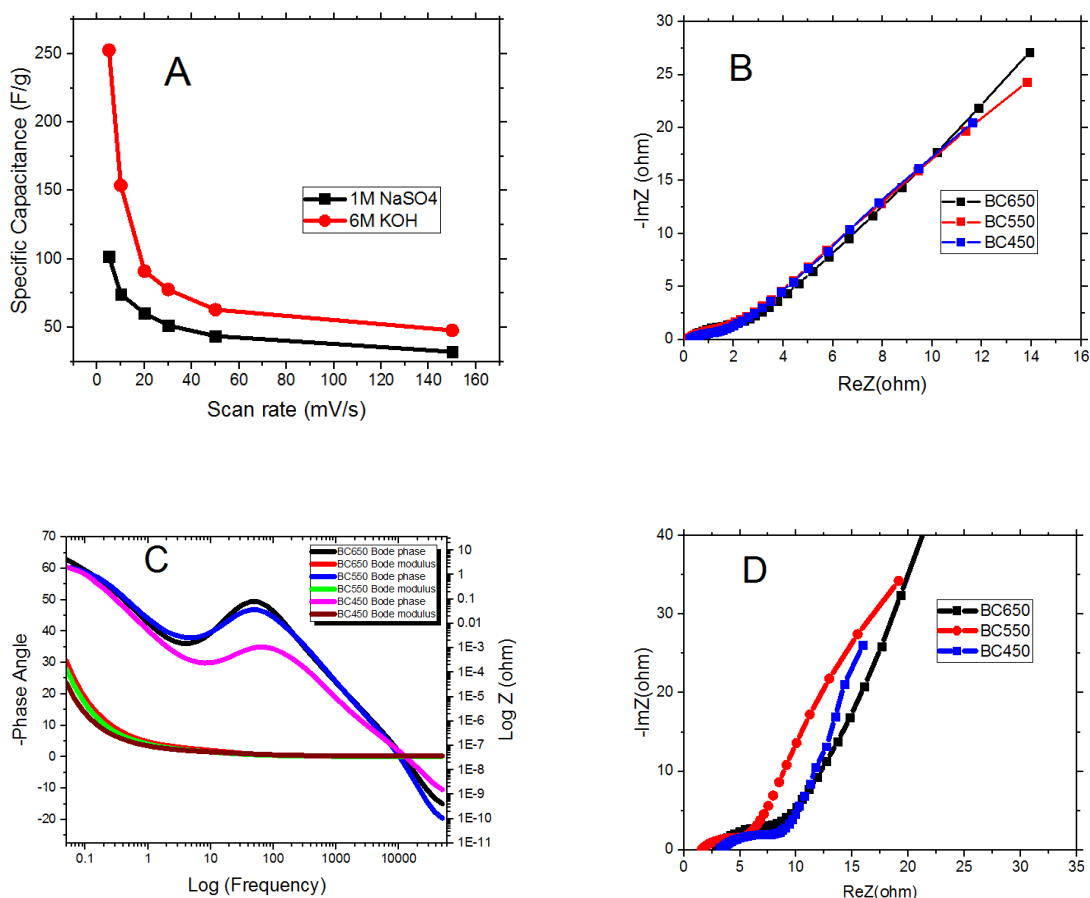 A
Specific Capacitance (F/g)
250
200
150
100
50
1M NaSO4
6M KOH
0 20 40 60 80 100 120 140 160
Scan rate (mV/s)
B
-ImZ (ohm)
30
25
20
15
10
5
0
BC650
BC550
BC450
0 2 4 6 8 10 12 14 16
ReZ(ohm)
C
-Phase Angle
70
60
50
40
30
20
10
0
-10
-20
BC650 Bode phase
BC650 Bode modulus
BC550 Bode phase
BC550 Bode modulus
BC450 Bode phase
BC450 Bode modulus
10
1
0.1
0.01
1E-3
1E-4
1E-5
1E-6
1E-7
1E-8
1E-9
1E-10
1E-11
Log Z (ohm)
0.1 1 10 100 1000 10000
Log (Frequency)
D
-ImZ(ohm)
40
30
20
10
0
BC650
BC550
BC450
0 5 10 15 20 25 30 35
ReZ(ohm)